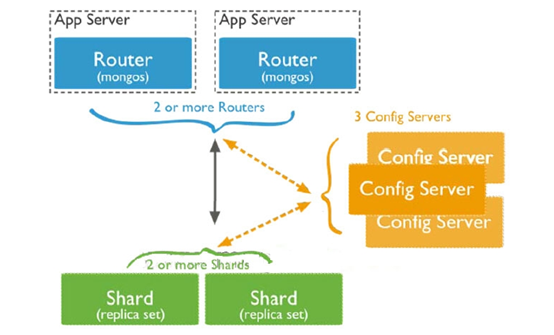 App Server
App Server
Router
(mongos)
Router
(mongos)
2 or more Routers
3 Config Servers
Config Server
Config Server
Config Server
2 or more Shards
Shard
(replica set)
Shard
(replica set)